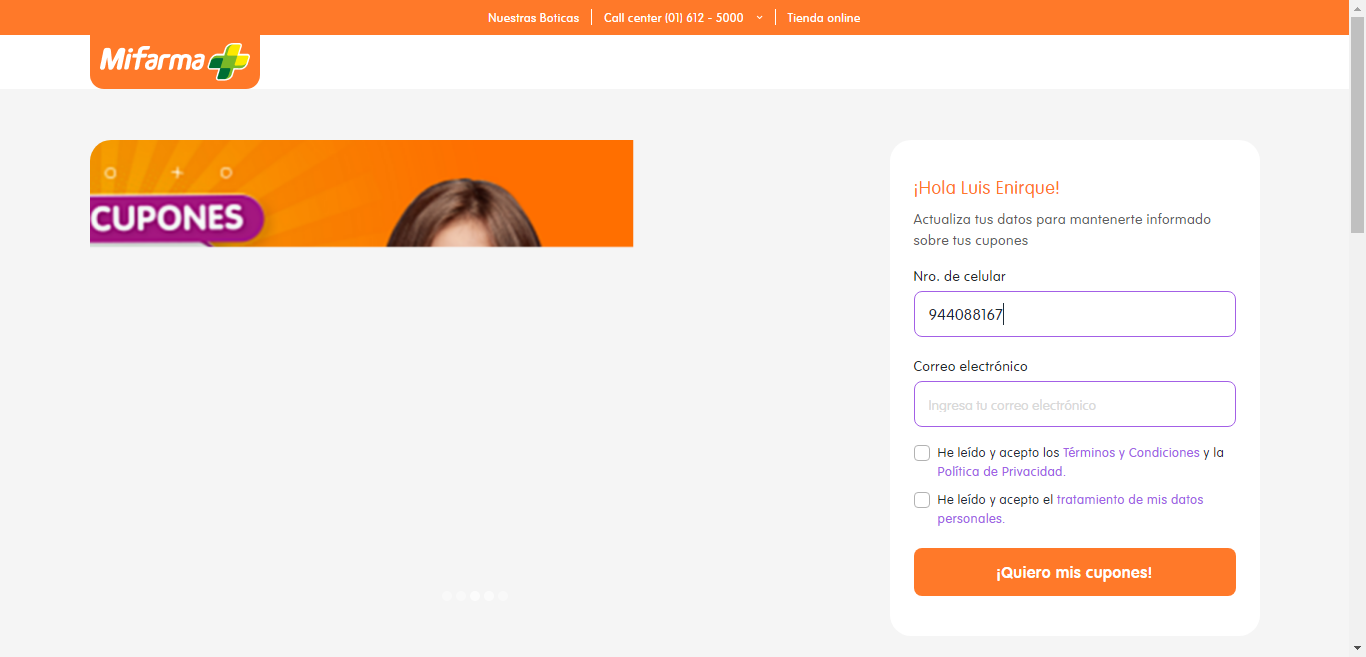 Nuestras Boticas
Call center (01) 612 - 5000
Tienda online
Mifarma
CUPONES
¡Hola Luis Enirque!
Actualiza tus datos para mantenerte informado
sobre tus cupones
Nro. de celular
944088167
Correo electrónico
Ingresa tu correo electrónico
He leído y acepto los Términos y Condiciones y la
Política de Privacidad.
He leído y acepto el tratamiento de mis datos
personales.
¡Quiero mis cupones!